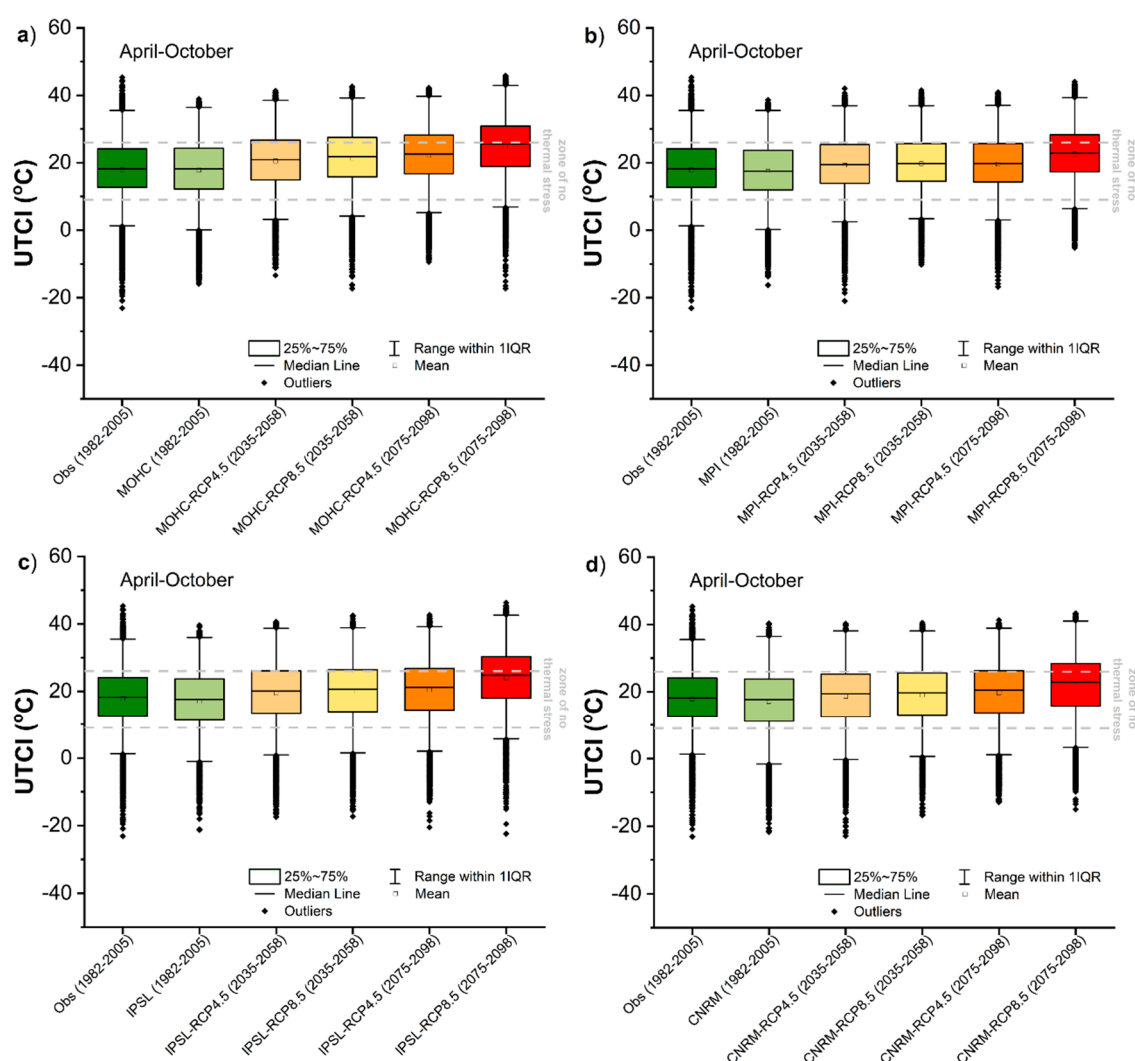 a)
April-October
60
40
20
0
-20
-40
UTCI (°C)
zone of no
thermal stress
25%~75%
Range within 1IQR
Median Line
Mean
Outliers
Obs (1982-2005)
MOHC (1982-2005)
MOHC-RCP4.5 (2035-2058)
MOHC-RCP8.5 (2035-2058)
MOHC-RCP4.5 (2075-2098)
MOHC-RCP8.5 (2075-2098)
b)
April-October
60
40
20
0
-20
-40
UTCI (°C)
zone of no
thermal stress
25%~75%
Range within 1IQR
Median Line
Mean
Outliers
Obs (1982-2005)
MPI (1982-2005)
MPI-RCP4.5 (2035-2058)
MPI-RCP8.5 (2035-2058)
MPI-RCP4.5 (2075-2098)
MPI-RCP8.5 (2075-2098)
c)
April-October
60
40
20
0
-20
-40
UTCI (°C)
zone of no
thermal stress
25%~75%
Range within 1IQR
Median Line
Mean
Outliers
Obs (1982-2005)
IPSL (1982-2005)
IPSL-RCP4.5 (2035-2058)
IPSL-RCP8.5 (2035-2058)
IPSL-RCP4.5 (2075-2098)
IPSL-RCP8.5 (2075-2098)
d)
April-October
60
40
20
0
-20
-40
UTCI (°C)
zone of no
thermal stress
25%~75%
Range within 1IQR
Median Line
Mean
Outliers
Obs (1982-2005)
CNRM (1982-2005)
CNRM-RCP4.5 (2035-2058)
CNRM-RCP8.5 (2035-2058)
CNRM-RCP4.5 (2075-2098)
CNRM-RCP8.5 (2075-2098)